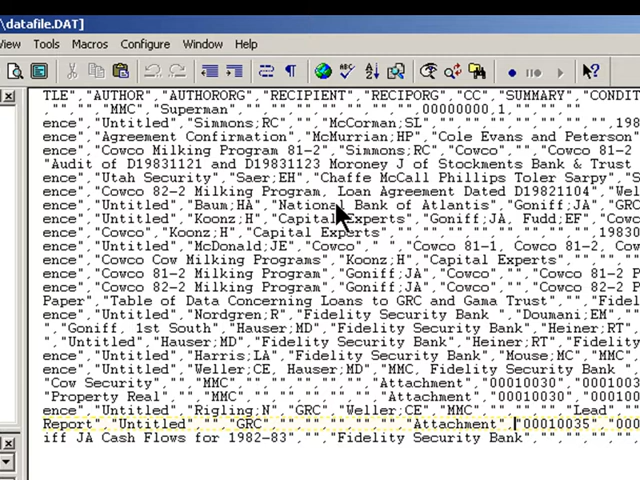 \datafile.DAT]
View Tools Macros Configure Window Help
TLE","AUTHOR","AUTHORORG","RECIPIENT","RECIPORG","CC","SUMMARY","CONDIT
,"","","MMC","Superman","","","","","","",00000000,1,"","","","
ence","Untitled","Simmons;RC","","McCorman;SL","","","","","",1983
ence","Agreement Confirmation","McMurrian;HP","Cole Evans and Peterson"
ence","Cowco Milking Program 81-2","Simmons;RC","Cowco","","Cowco 81-2
"Audit of D19831121 and D19831123 Moroney J of Stockments Bank & Trust
ence","Utah Security","Saer;EH","Chaffe McCall Phillips Toler Sarpy","S
ence","Cowco 82-2 Milking Program, Loan Agreement Dated D19821104","Wel
ence","Untitled","Baum;HA","National Bank of Atlantis","Goniff;JA","GRC
ence","Untitled","Koonz;H","Capital Experts","Goniff;JA, Fudd;EF","Cowc
ence","Cowco","Koonz;H","Capital Experts","","","","","","",19830
ence","Untitled","McDonald;JE","Cowco","","Cowco 81-1, Cowco 81-2, Cow
ence","Cowco Cow Milking Programs","Koonz;H","Capital Experts","","","
ence","Cowco 81-2 Milking Program","Goniff;JA","Cowco","","Cowco 81-2 P
ence","Cowco 82-2 Milking Program","Goniff;JA","Cowco","","Cowco 82-2 P
Paper","Table of Data Concerning Loans to GRC and Gama Trust","","Fidel
ence","Untitled","Nordgren;R","Fidelity Security Bank ","Doumani;EM","
","Goniff, 1st South","Hauser;MD","Fidelity Security Bank","Heiner;RT",
","Untitled","Hauser;MD","Fidelity Security Bank","Heiner;RT","Fidelity
ence","Untitled","Harris;LA","Fidelity Security Bank","Mouse;MC","MMC",
ence","Untitled","Weller;CE, Hauser;MD","MMC, Fidelity Security Bank ",
"Cow Security","","MMC","","","","","","Attachment","00010030","0001003
"Property Real","","MMC","","","","","","Attachment","00010030","000100
ence","Untitled","Rigling;N","GRC","Weller;CE","MMC","","","Lead
Report","Untitled","","GRC","","","","","","Attachment","00010035","000
iff JA Cash Flows for 1982-83","","Fidelity Security Bank","","","","",